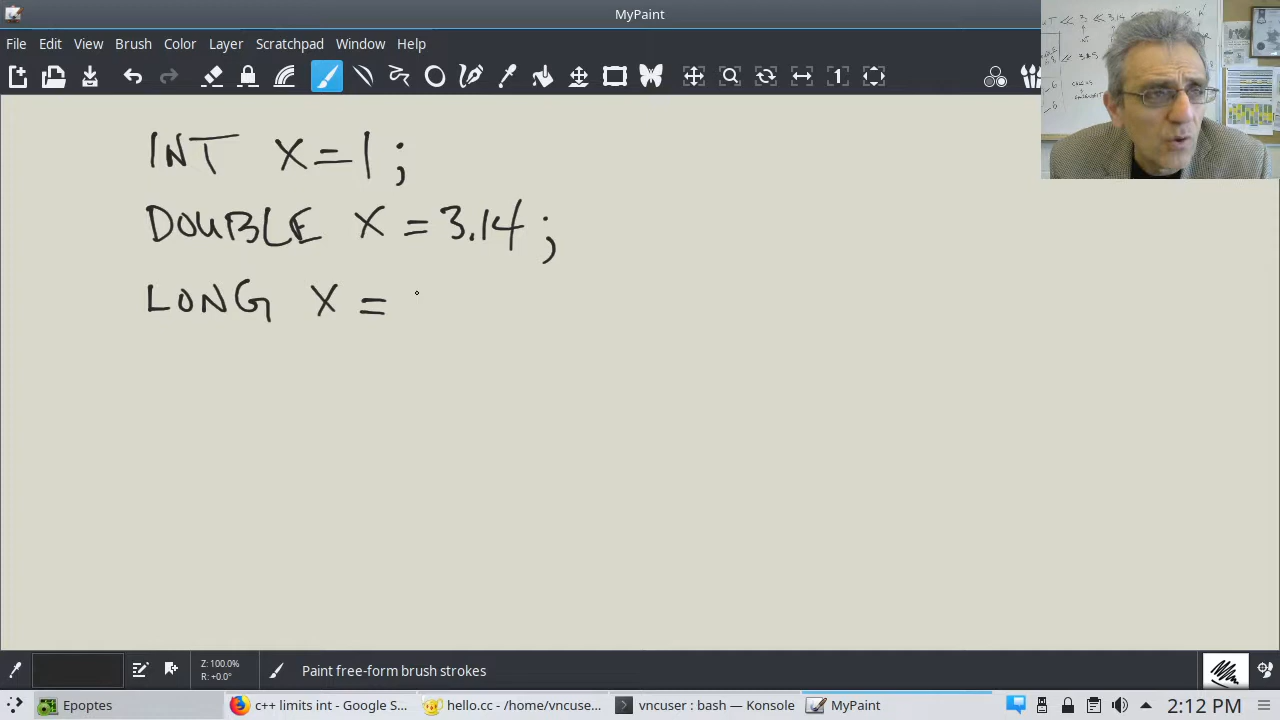 MyPaint
File Edit View Brush Color Layer Scratchpad Window Help
INT X=1;
DOUBLE X=3.14;
LONG X=
Z: 100.0%
R: +0.0°
Paint free-form brush strokes
Epoptes
c++ limits int - Google S...
hello.cc - /home/vncuse...
vncuser : bash — Konsole
MyPaint
2:12 PM